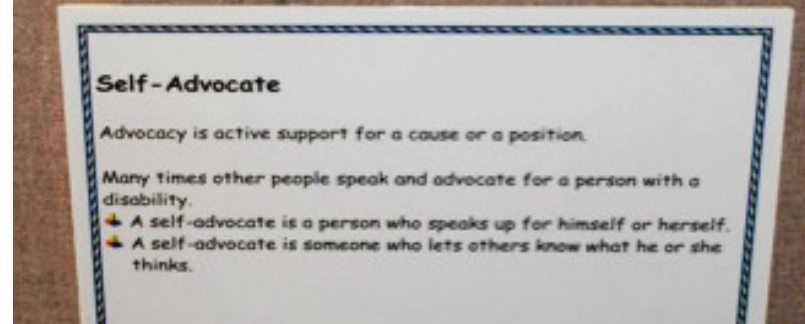 Self-Advocate
Advocacy is active support for a cause or a position.
Many times other people speak and advocate for a person with a
disability.
A self-advocate is a person who speaks up for himself or herself.
A self-advocate is someone who lets others know what he or she
thinks.